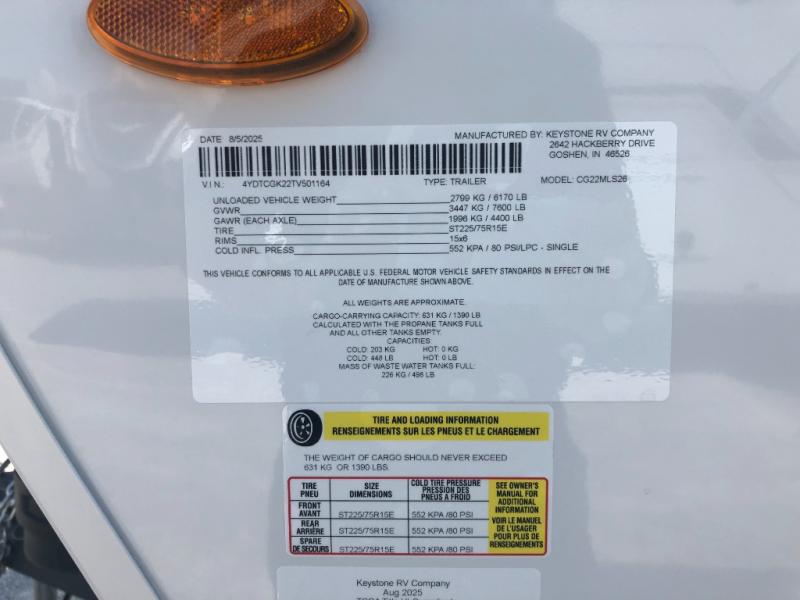 DATE 8/5/2025 MANUFACTURED BY: KEYSTONE RV COMPANY
2642 HACKBERRY DRIVE
GOSHEN, IN 46526
V.I.N.: 4YDTCGK22TV501164 TYPE: TRAILER MODEL: CG22MLS26
UNLOADED VEHICLE WEIGHT 2799 KG / 6170 LB
GVWR 3447 KG / 7600 LB
GAWR (EACH AXLE) 1996 KG / 4400 LB
TIRE ST225/75R15E
RIMS 15x6
COLD INFL. PRESS 552 KPA / 80 PSI/LPC - SINGLE
THIS VEHICLE CONFORMS TO ALL APPLICABLE U.S. FEDERAL MOTOR VEHICLE SAFETY STANDARDS IN EFFECT ON THE
DATE OF MANUFACTURE SHOWN ABOVE.
ALL WEIGHTS ARE APPROXIMATE.
CARGO-CARRYING CAPACITY: 631 KG / 1390 LB
CALCULATED WITH THE PROPANE TANKS FULL
AND ALL OTHER TANKS EMPTY.
CAPACITIES
COLD: 203 KG HOT: 0 KG
COLD: 448 LB HOT: 0 LB
MASS OF WASTE WATER TANKS FULL:
226 KG / 498 LB
TIRE AND LOADING INFORMATION
RENSEIGNEMENTS SUR LES PNEUS ET LE CHARGEMENT
THE WEIGHT OF CARGO SHOULD NEVER EXCEED
631 KG OR 1390 LBS.
TIRE
PNEU
SIZE
DIMENSIONS
COLD TIRE PRESSURE
PRESSION DES
PNEUS A FROID
FRONT
AVANT
ST225/75R15E 552 KPA /80 PSI
REAR
ARRIÈRE
ST225/75R15E 552 KPA /80 PSI
SPARE
DE SECOURS
ST225/75R15E 552 KPA /80 PSI
SEE OWNER'S
MANUAL FOR
ADDITIONAL
INFORMATION
VOIR LE MANUEL
DE L'USAGER
POUR PLUS DE
RENSEIGNEMENTS
Keystone RV Company
Aug 2025